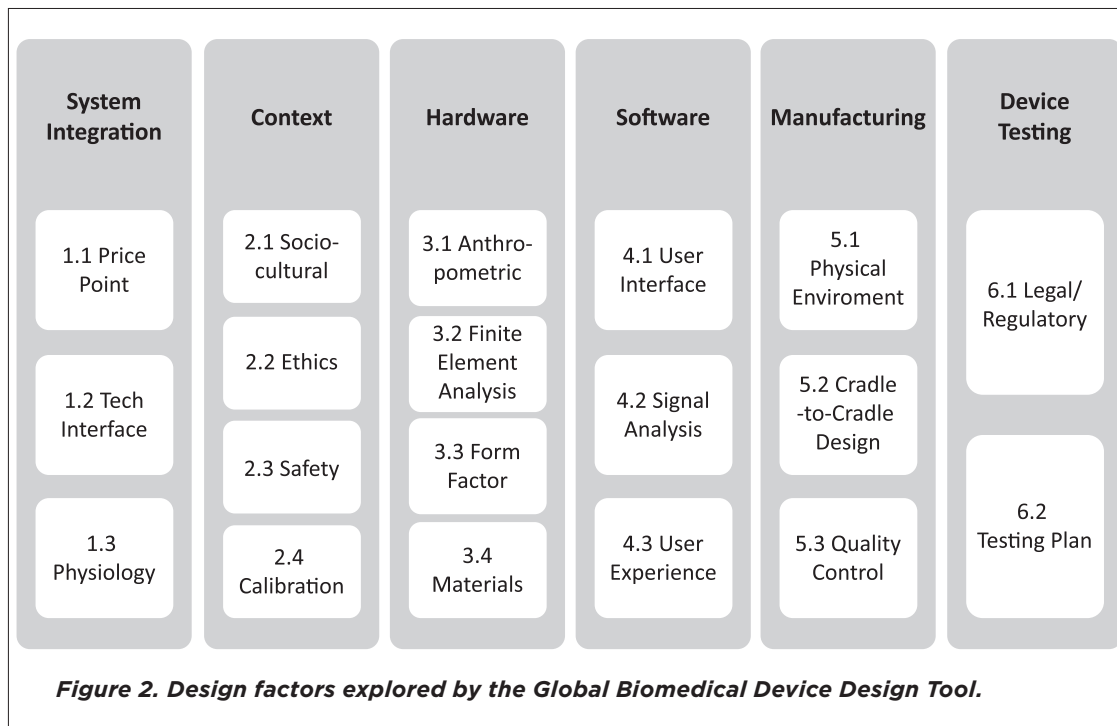 System
Integration
1.1 Price
Point
1.2 Tech
Interface
1.3
Physiology
Context
2.1 Socio-
cultural
2.2 Ethics
2.3 Safety
2.4
Calibration
Hardware
3.1 Anthro-
pometric
3.2 Finite
Element
Analysis
3.3 Form
Factor
3.4
Materials
Software
4.1 User
Interface
4.2 Signal
Analysis
4.3 User
Experience
Manufacturing
5.1
Physical
Enviroment
5.2 Cradle
-to-Cradle
Design
5.3 Quality
Control
Device
Testing
6.1 Legal/
Regulatory
6.2
Testing Plan
Figure 2. Design factors explored by the Global Biomedical Device Design Tool.